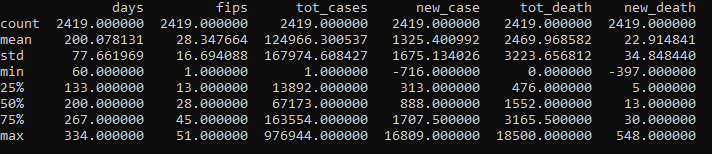 days fips tot_cases new_case tot_death new_death
count 2419.000000 2419.000000 2419.000000 2419.000000 2419.000000 2419.000000
mean 200.078131 28.347664 124966.300537 1325.400992 2469.968582 22.914841
std 77.661969 16.694088 167974.608427 1675.134026 3223.656812 34.848440
min 60.000000 1.000000 1.000000 -716.000000 0.000000 -397.000000
25% 133.000000 13.000000 13892.000000 313.000000 476.000000 5.000000
50% 200.000000 28.000000 67173.000000 888.000000 1552.000000 13.000000
75% 267.000000 45.000000 163554.000000 1707.500000 3165.500000 30.000000
max 334.000000 51.000000 976944.000000 16809.000000 18500.000000 548.000000